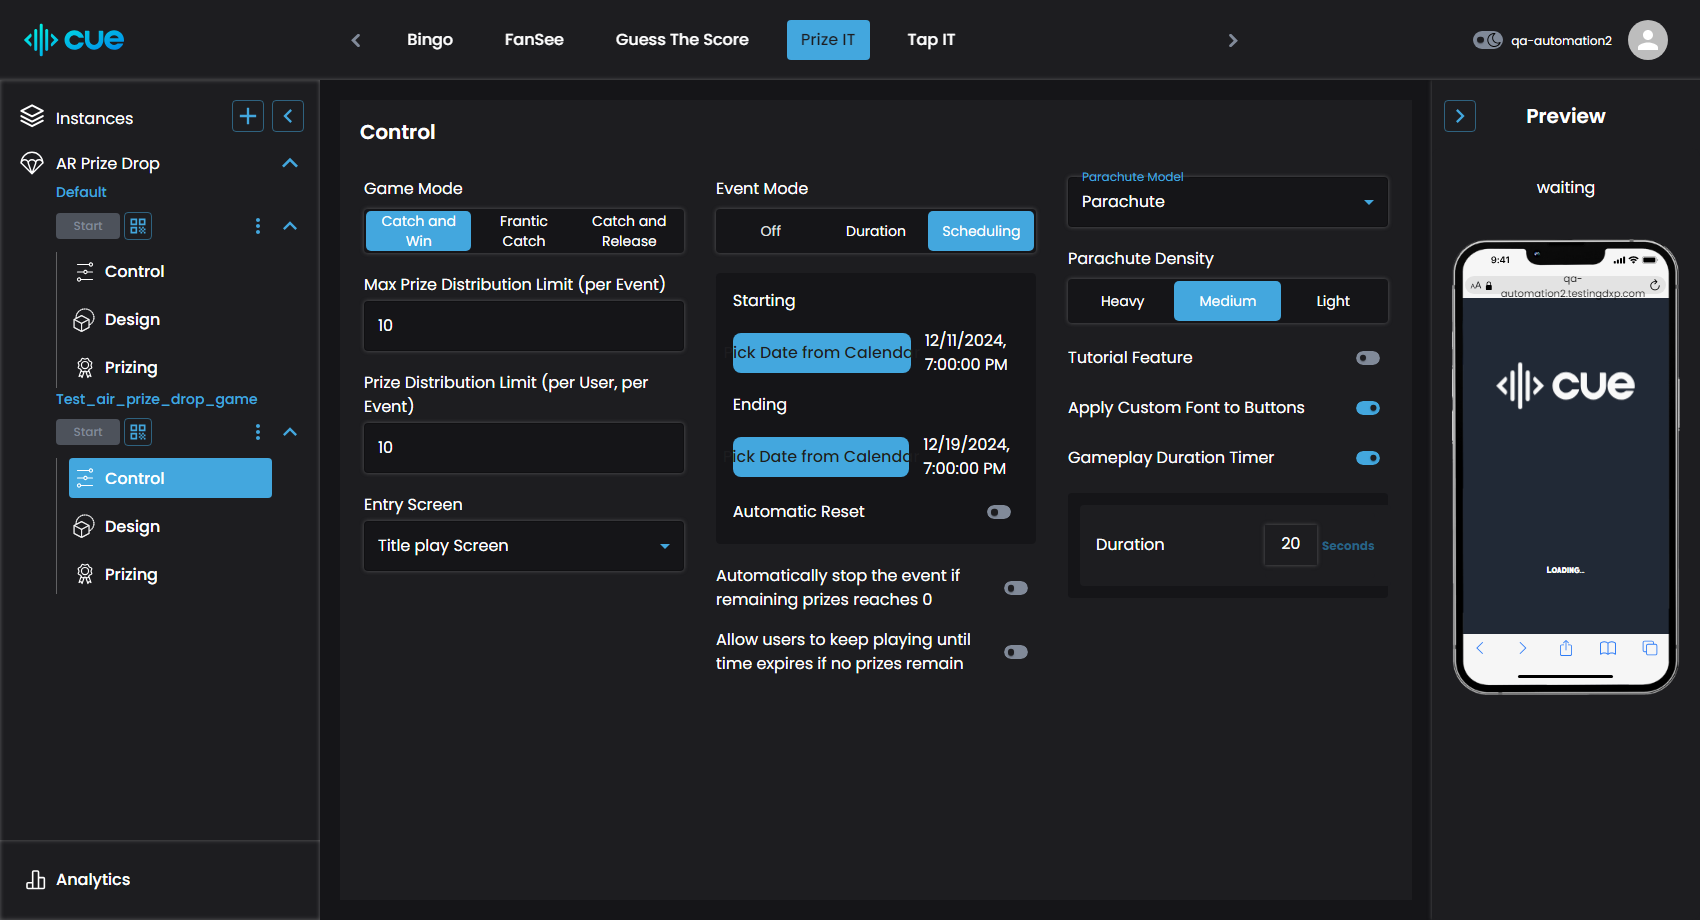 cue
Bingo
FanSee
Guess The Score
Prize IT
Tap IT
qa-automation2
Instances
AR Prize Drop
Default
Start
Control
Design
Prizing
Test_air_prize_drop_game
Start
Control
Design
Prizing
Analytics
Control
Game Mode
Catch and
Win
Frantic
Catch
Catch and
Release
Max Prize Distribution Limit (per Event)
10
Prize Distribution Limit (per User, per
Event)
10
Entry Screen
Title play Screen
Event Mode
Off
Duration
Scheduling
Starting
Pick Date from Calendar
12/11/2024,
7:00:00 PM
Ending
Pick Date from Calendar
12/19/2024,
7:00:00 PM
Automatic Reset
Automatically stop the event if
remaining prizes reaches 0
Allow users to keep playing until
time expires if no prizes remain
Parachute Model
Parachute
Parachute Density
Heavy
Medium
Light
Tutorial Feature
Apply Custom Font to Buttons
Gameplay Duration Timer
Duration
20
Seconds
Preview
waiting
9:41
AA
qa-
automation2.testingdxp.com
cue
LOADING...